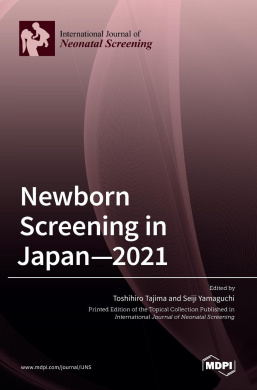 International Journal of
Neonatal Screening
Newborn
Screening in
Japan—2021
Edited by
Toshihiro Tajima and Seiji Yamaguchi
Printed Edition of the Topical Collection Published in
International Journal of Neonatal Screening
www.mdpi.com/journal/IJNS
MDPI